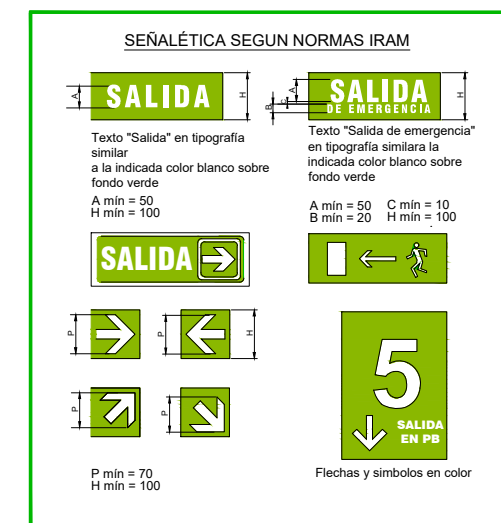 SEÑALÉTICA SEGUN NORMAS IRAM
A
SALIDA
H
A
B
C
SALIDA
DE EMERGENCIA
H
Texto "Salida" en tipografía
similar
a la indicada color blanco sobre
fondo verde
A mín = 50
H mín = 100
Texto "Salida de emergencia"
en tipografía similara la
indicada color blanco sobre
fondo verde
A mín = 50 C mín = 10
B mín = 20 H mín = 100
SALIDA
P
P
H
P
P
P mín = 70
H mín = 100
5
SALIDA
EN PB
Flechas y simbolos en color